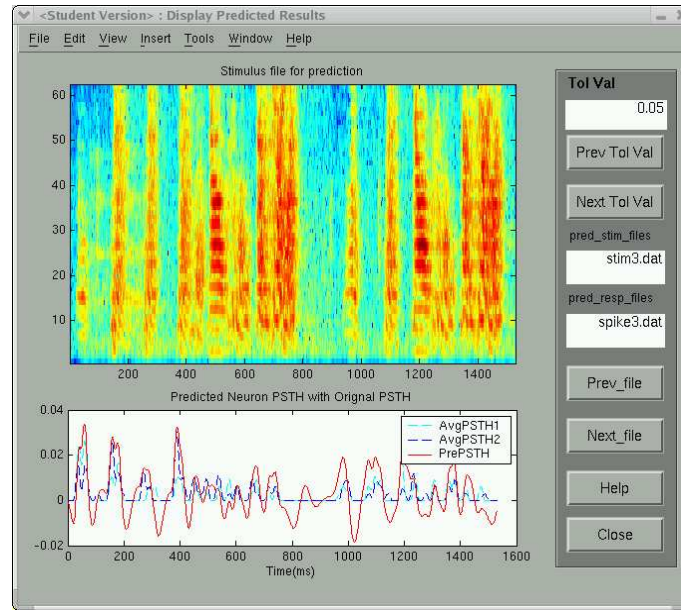 <Student Version> : Display Predicted Results
File Edit View Insert Tools Window Help
Stimulus file for prediction
60
50
40
30
20
10
200 400 600 800 1000 1200 1400
Predicted Neuron PSTH with Orignal PSTH
0.04
0.02
0
-0.02
AvgPSTH1
AvgPSTH2
PrePSTH
0 200 400 600 800 1000 1200 1400 1600
Time(ms)
Tol Val
0.05
Prev Tol Val
Next Tol Val
pred_stim_files
stim3.dat
pred_resp_files
spike3.dat
Prev_file
Next_file
Help
Close